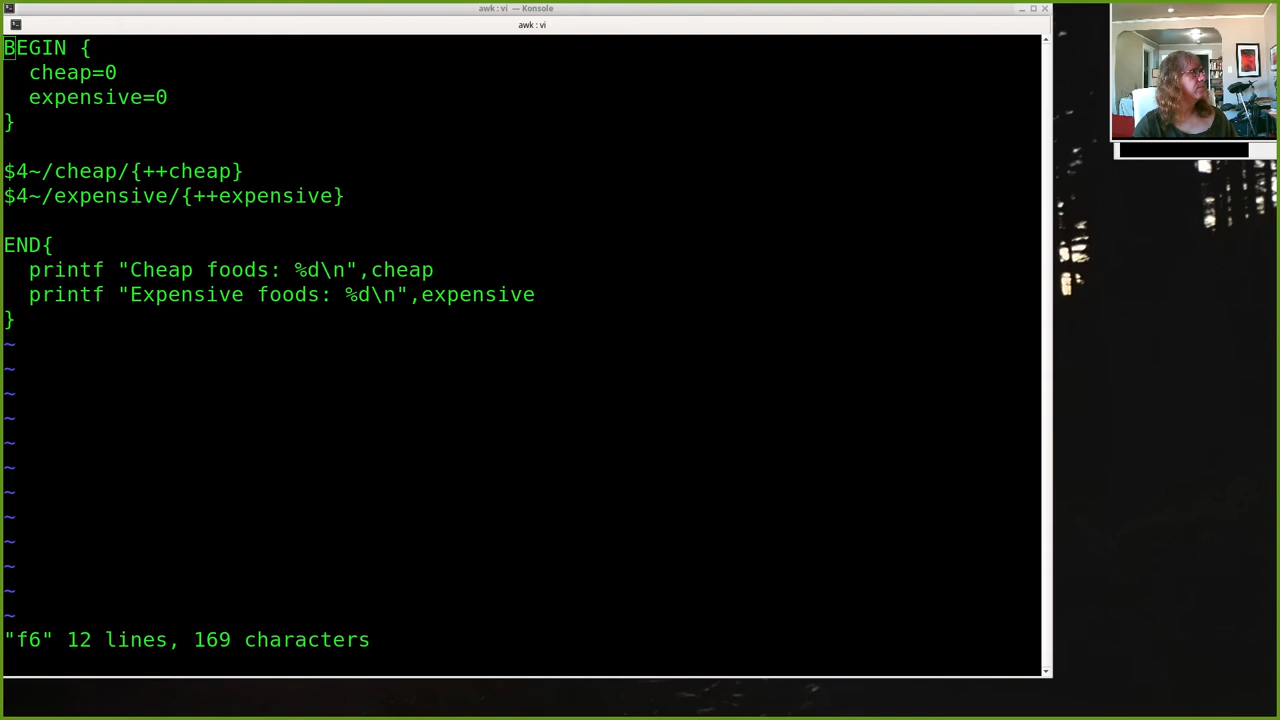 awk : vi — Konsole
awk : vi
BEGIN {
  cheap=0
  expensive=0
}

$4~/cheap/{++cheap}
$4~/expensive/{++expensive}

END{
  printf "Cheap foods: %d\n",cheap
  printf "Expensive foods: %d\n",expensive
}
~
~
~
~
~
~
~
~
~
~
~
~
"f6" 12 lines, 169 characters